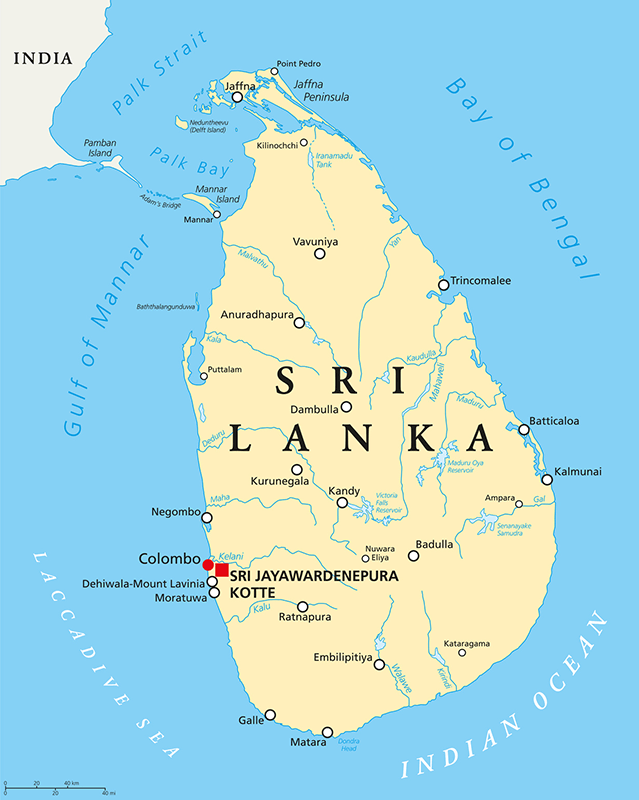 INDIA
Palk Strait
Point Pedro
Jaffna
Jaffna
Peninsula
Neduntheevu
(Delft Island)
Bay of Bengal
Kilinochchi
Iranamadu
Tank
Pamban
Island
Palk Bay
Adam's Bridge
Mannar
Island
Mannar
Gulf of Mannar
Vavuniya
Yan
Malvathu
Trincomalee
Baththalangunduwa
Anuradhapura
Kala
Kaudulla
Mahaweli
Puttalam
SRI
Dambulla
Maduru
LANKA
Deduru
Batticaloa
Maduru Oya
Reservoir
Kalmunai
Kurunegala
Kandy
Victoria
Falls
Reservoir
Ampara
Gal
Maha
Negombo
Senanayake
Samudra
Nuwara
Eliya
Badulla
Colombo
Kelani
SRI JAYAWARDENEPURA
KOTTE
Dehiwala-Mount Lavinia
Moratuwa
Kalu
Ratnapura
LACCADIVE SEA
Kataragama
Embilipitiya
Walawe
Kirindi
Galle
Matara
Dondra
Head
INDIAN OCEAN
0 20 40 km
0 20 40 mi